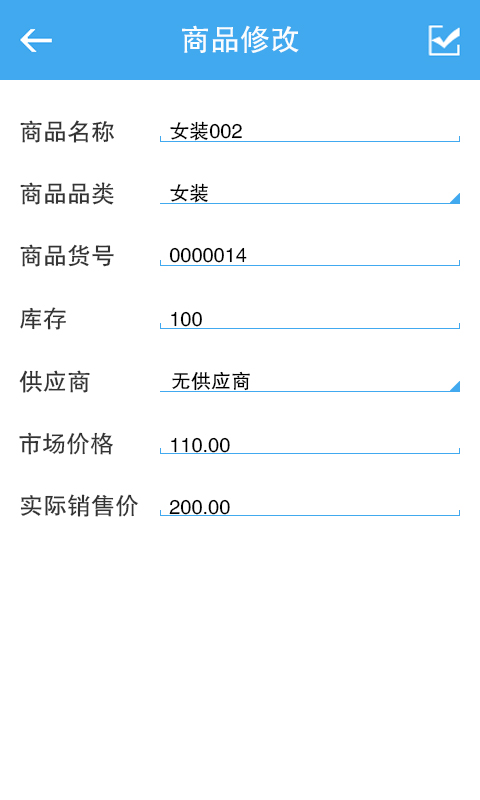 商品修改
商品名称 女装002
商品品类 女装
商品货号 0000014
库存 100
供应商 无供应商
市场价格 110.00
实际销售价 200.00